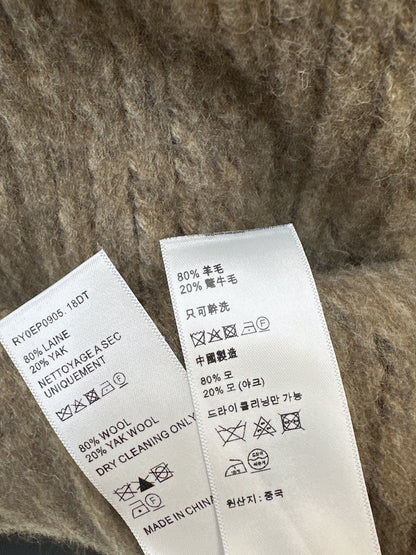 RY0EP0905.18DT
80% LAINE
20% YAK
NETTOYAGE A SEC
UNIQUEMENT
F
80% WOOL
20% YAK WOOL
DRY CLEANING ONLY
F
MADE IN CHINA
80% 羊毛
20% 氂牛毛
只可幹洗
F
中國製造
80% 모
20% 모 (야크)
드라이 클리닝만 가능
원산지: 중국